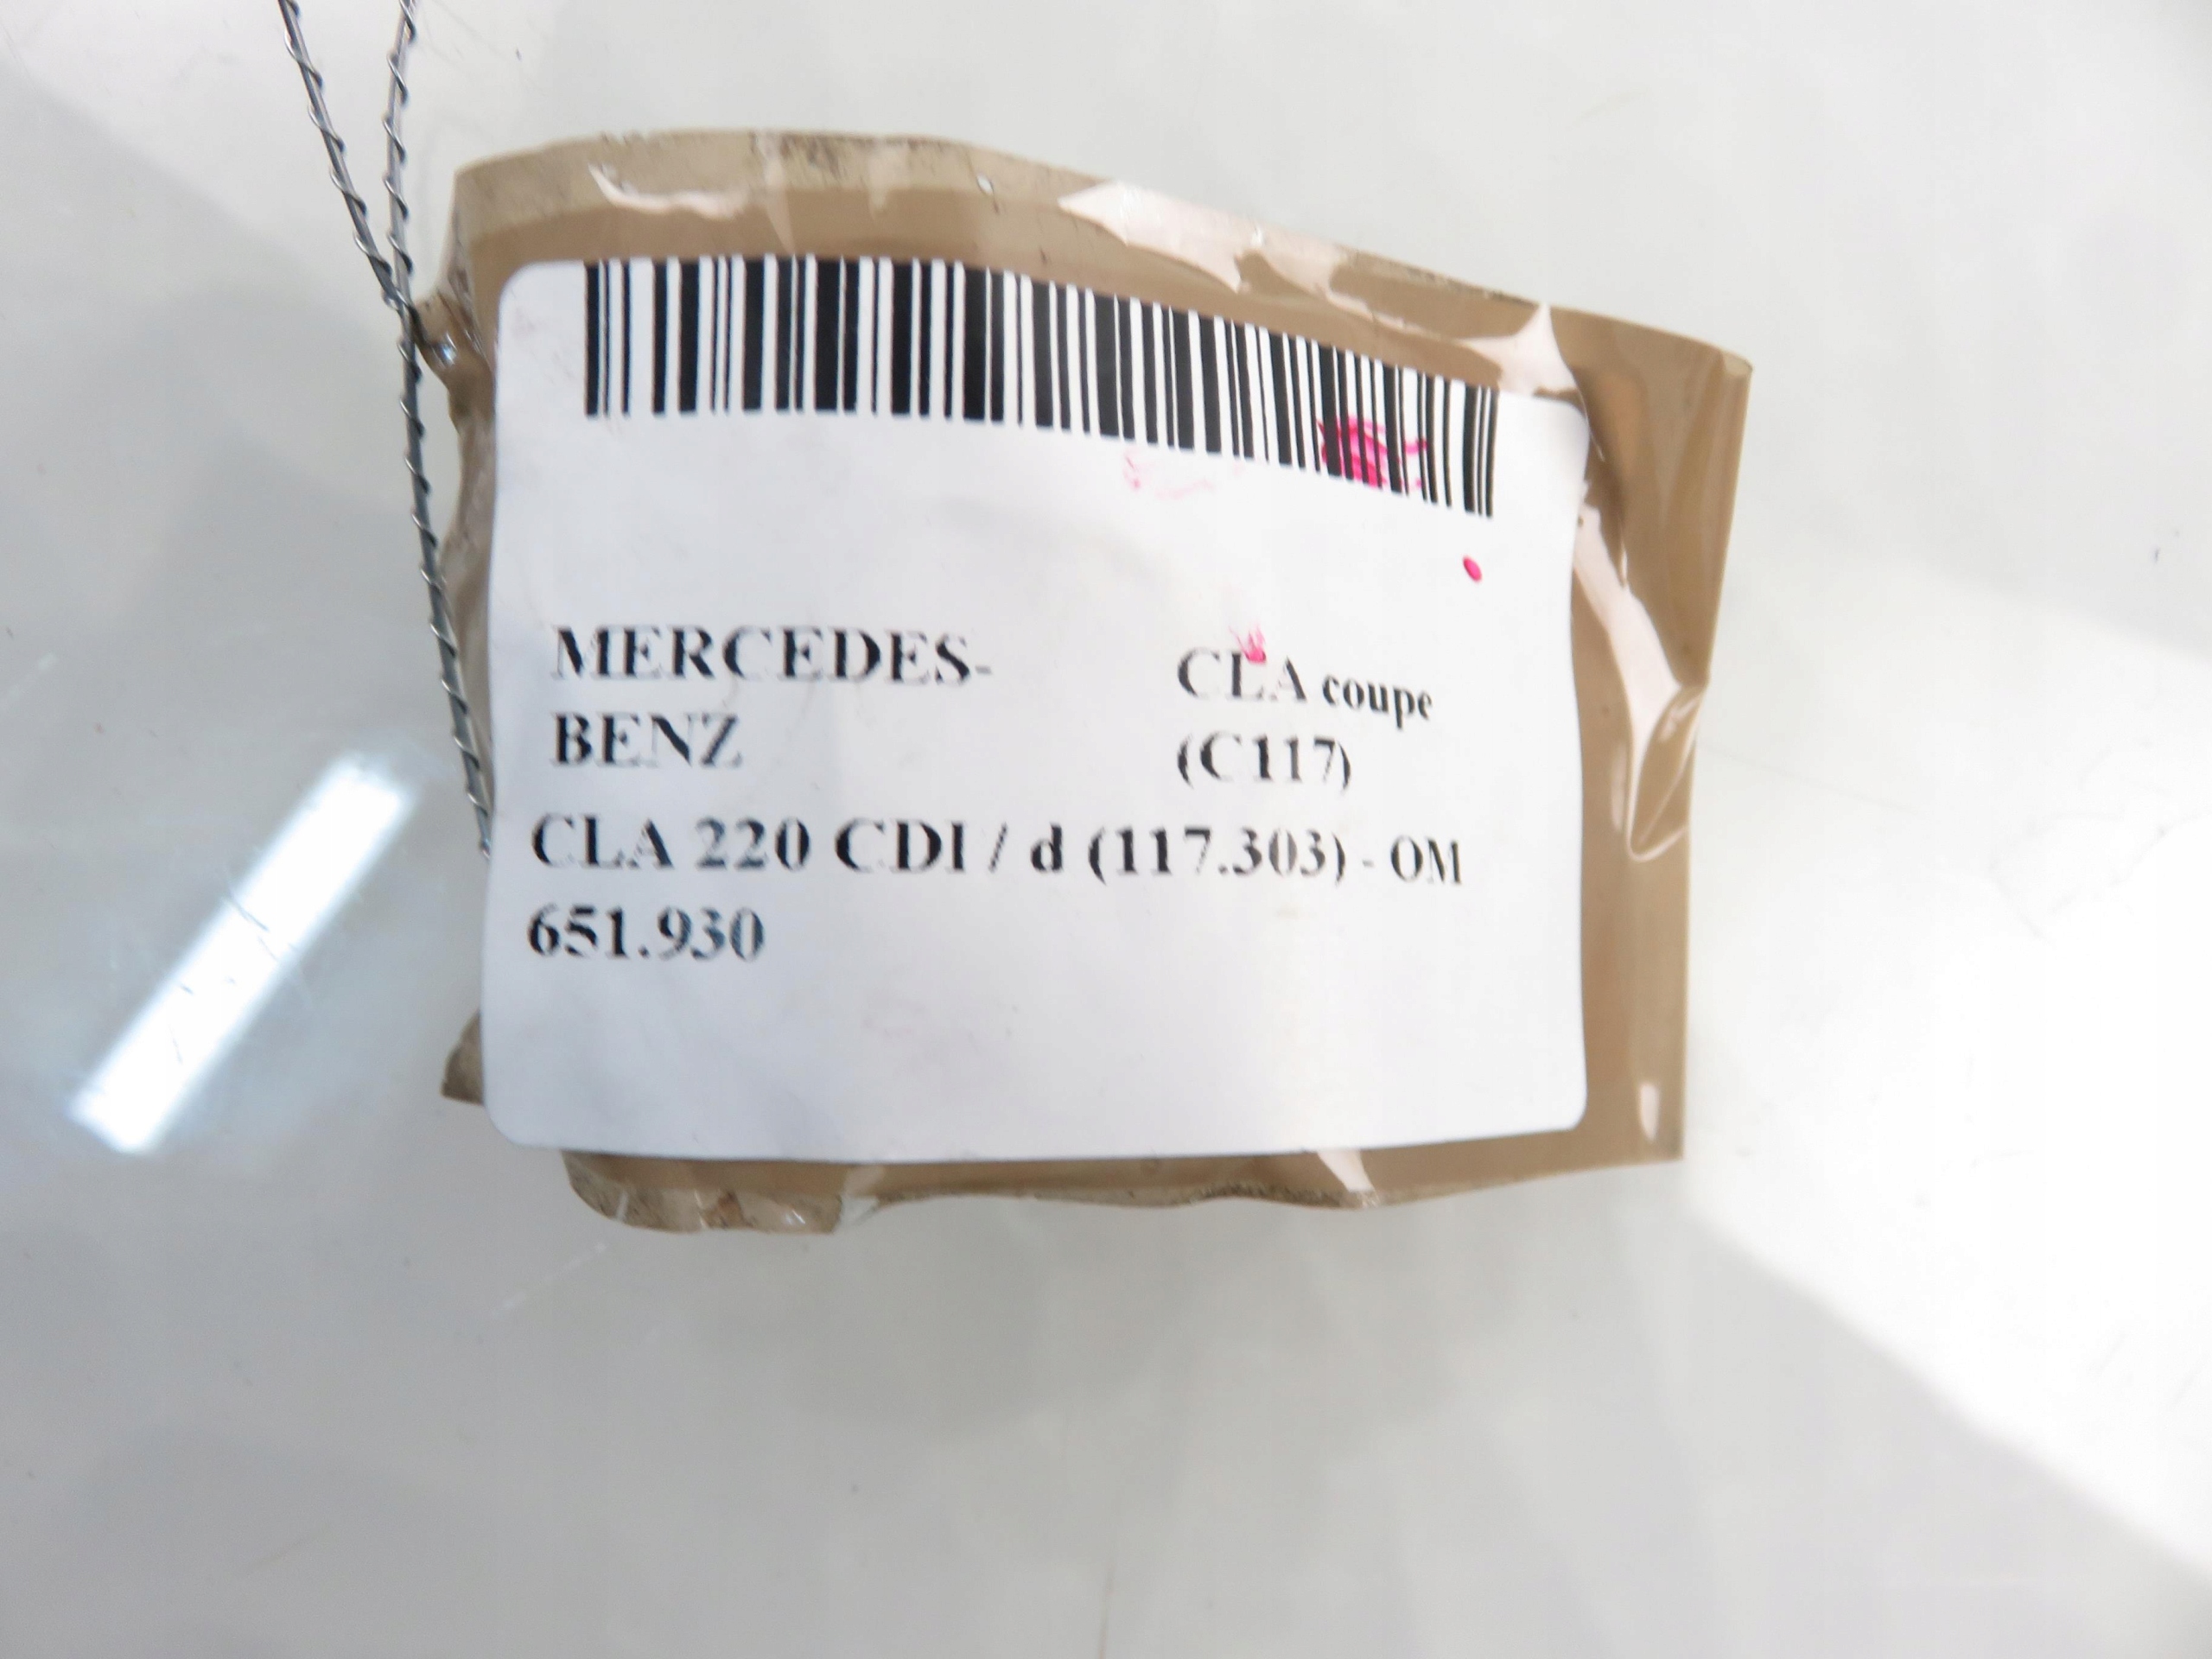 MERCEDES- CLA coupe
BENZ (C117)
CLA 220 CDI / d (117.303) - OM
651.930